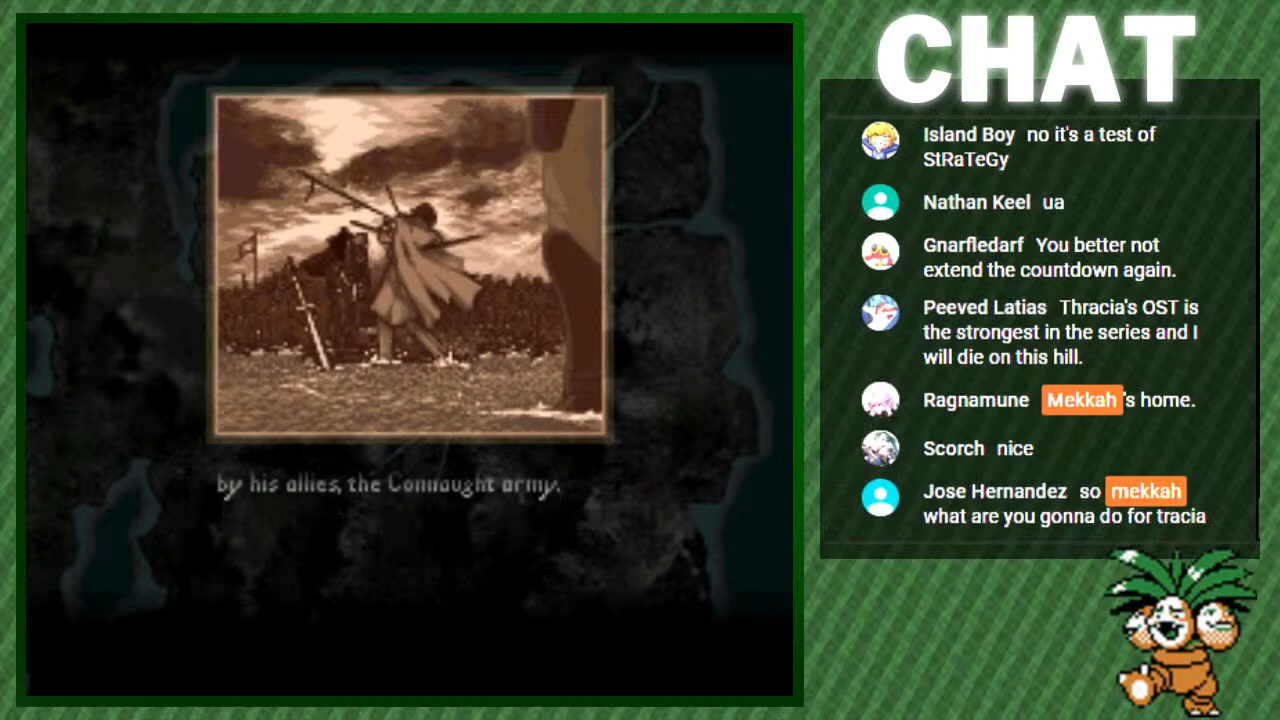 CHAT
by his allies, the Connaught army.
Island Boy no it's a test of
StRaTeGy
Nathan Keel ua
Gnarfledarf You better not
extend the countdown again.
Peeved Latias Thracia's OST is
the strongest in the series and I
will die on this hill.
Ragnamune Mekkah's home.
Scorch nice
Jose Hernandez so mekkah
what are you gonna do for tracia